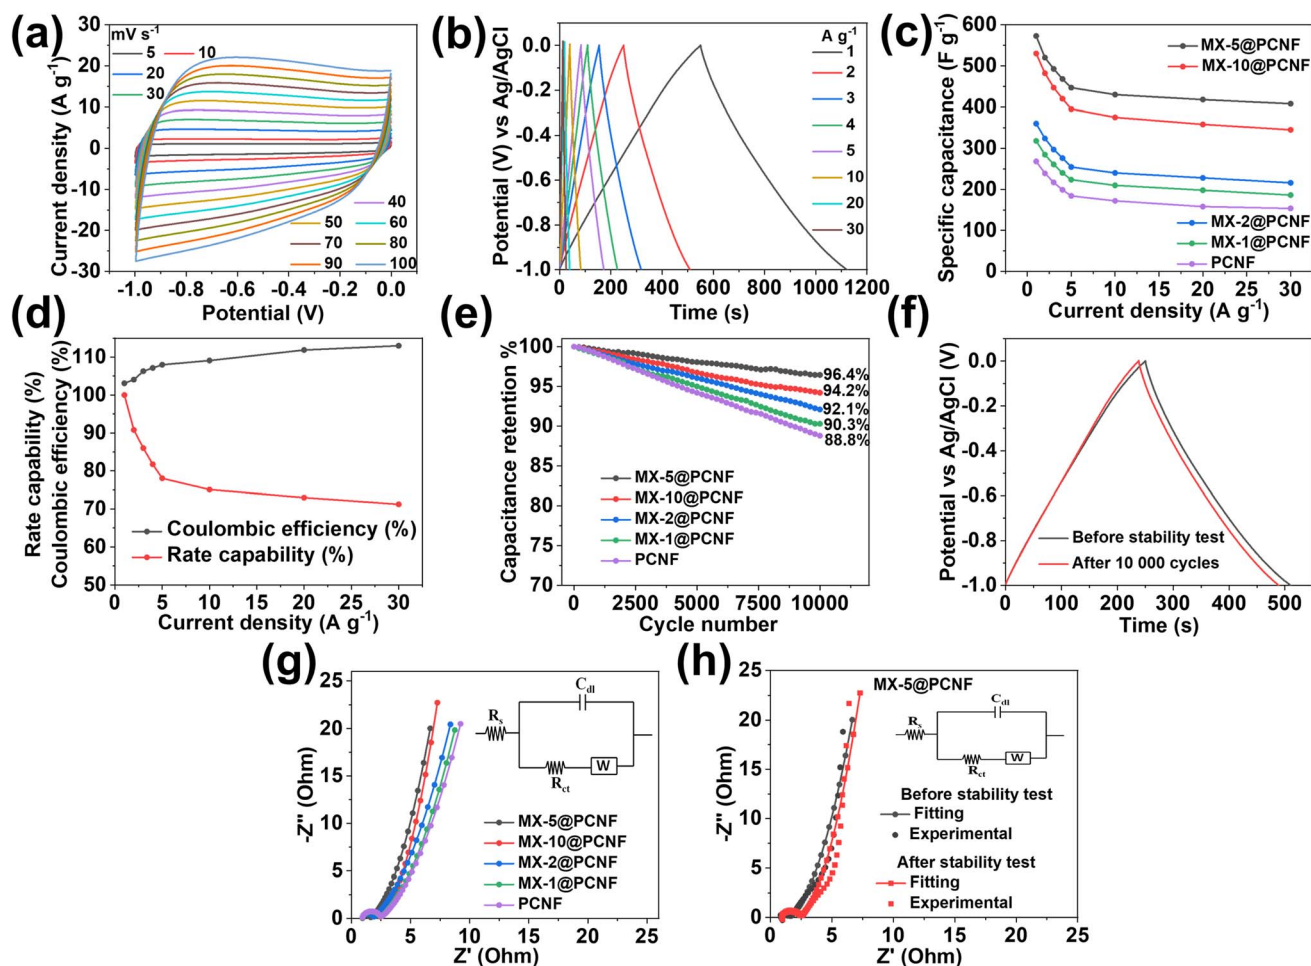 (a)
mV s⁻¹
5 10
20
30
40
50 60
70 80
90 100
Current density (A g⁻¹)
25
20
15
10
5
0
-5
-10
-15
-20
-25
-30
-1.0 -0.8 -0.6 -0.4 -0.2 0.0
Potential (V)
(b)
A g⁻¹
1
2
3
4
5
10
20
30
Potential (V) vs Ag/AgCl
0.0
-0.2
-0.4
-0.6
-0.8
-1.0
0 200 400 600 800 1000 1200
Time (s)
(c)
MX-5@PCNF
MX-10@PCNF
MX-2@PCNF
MX-1@PCNF
PCNF
Specific capacitance (F g⁻¹)
600
500
400
300
200
100
0
0 5 10 15 20 25 30
Current density (A g⁻¹)
(d)
Rate capability (%)
Coulombic efficiency (%)
110
100
90
80
70
60
50
Coulombic efficiency (%)
Rate capability (%)
0 5 10 15 20 25 30
Current density (A g⁻¹)
(e)
Capacitance retention %
100
95
90
85
80
75
70
96.4%
94.2%
92.1%
90.3%
88.8%
MX-5@PCNF
MX-10@PCNF
MX-2@PCNF
MX-1@PCNF
PCNF
0 2500 5000 7500 10000
Cycle number
(f)
Potential vs Ag/AgCl (V)
0.0
-0.2
-0.4
-0.6
-0.8
-1.0
Before stability test
After 10 000 cycles
0 100 200 300 400 500
Time (s)
(g)
-Z'' (Ohm)
25
20
15
10
5
0
Rs
Cdl
Rct
W
MX-5@PCNF
MX-10@PCNF
MX-2@PCNF
MX-1@PCNF
PCNF
0 5 10 15 20 25
Z' (Ohm)
(h)
MX-5@PCNF
-Z'' (Ohm)
25
20
15
10
5
0
Rs
Cdl
Rct
W
Before stability test
Fitting
Experimental
After stability test
Fitting
Experimental
0 5 10 15 20 25
Z' (Ohm)